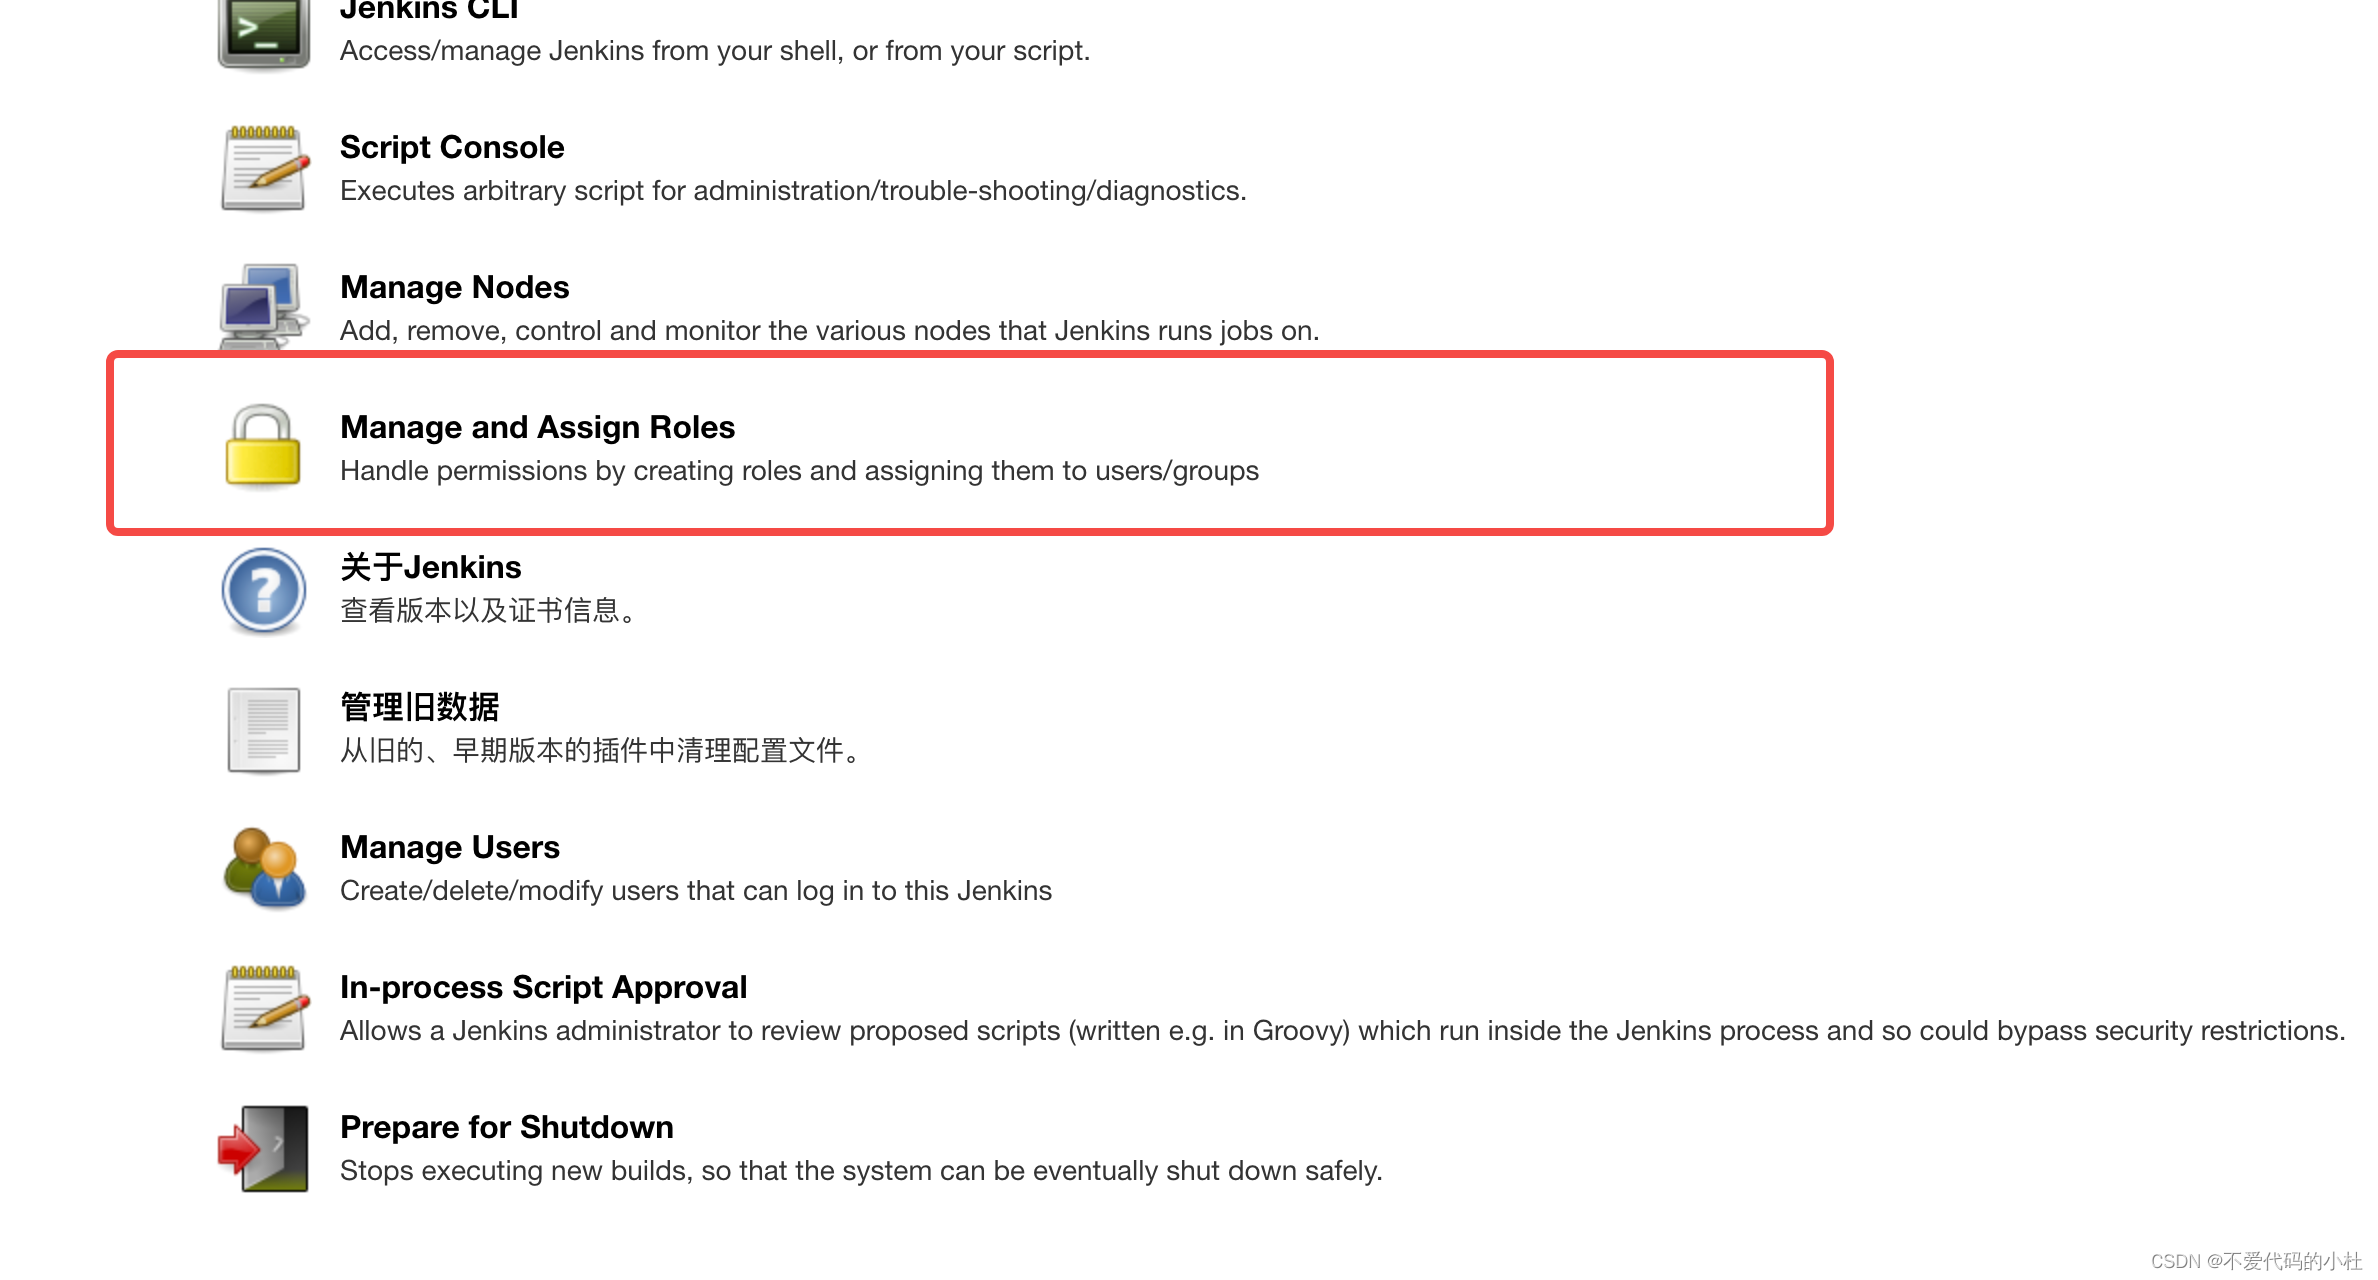 Jenkins CLI
Access/manage Jenkins from your shell, or from your script.
Script Console
Executes arbitrary script for administration/trouble-shooting/diagnostics.
Manage Nodes
Add, remove, control and monitor the various nodes that Jenkins runs jobs on.
Manage and Assign Roles
Handle permissions by creating roles and assigning them to users/groups
关于Jenkins
查看版本以及证书信息。
管理旧数据
从旧的、早期版本的插件中清理配置文件。
Manage Users
Create/delete/modify users that can log in to this Jenkins
In-process Script Approval
Allows a Jenkins administrator to review proposed scripts (written e.g. in Groovy) which run inside the Jenkins process and so could bypass security restrictions.
Prepare for Shutdown
Stops executing new builds, so that the system can be eventually shut down safely.
CSDN @不爱代码的小杜